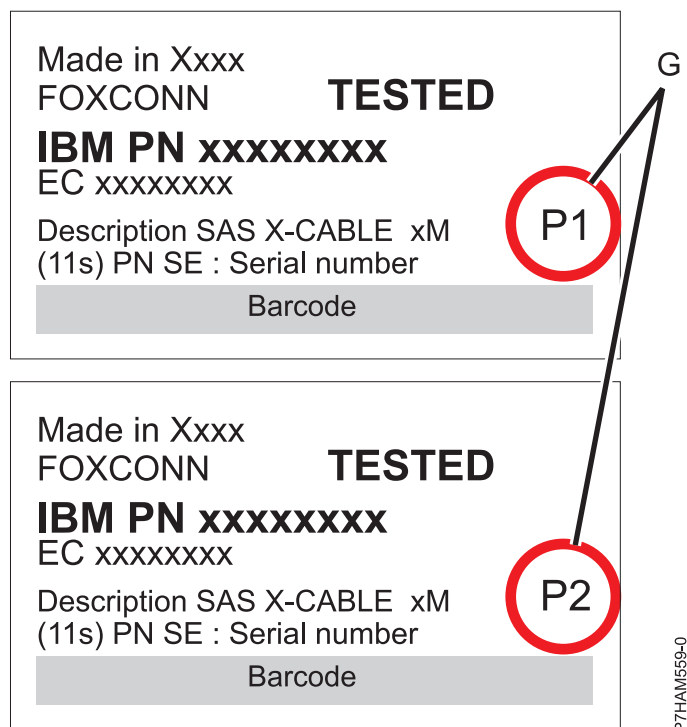 Made in Xxxx
FOXCONN TESTED
IBM PN xxxxxxxx
EC xxxxxxxx
Description SAS X-CABLE xM
(11s) PN SE : Serial number
Barcode
P1
G
Made in Xxxx
FOXCONN TESTED
IBM PN xxxxxxxx
EC xxxxxxxx
Description SAS X-CABLE xM
(11s) PN SE : Serial number
Barcode
P2
P7HAM559-0